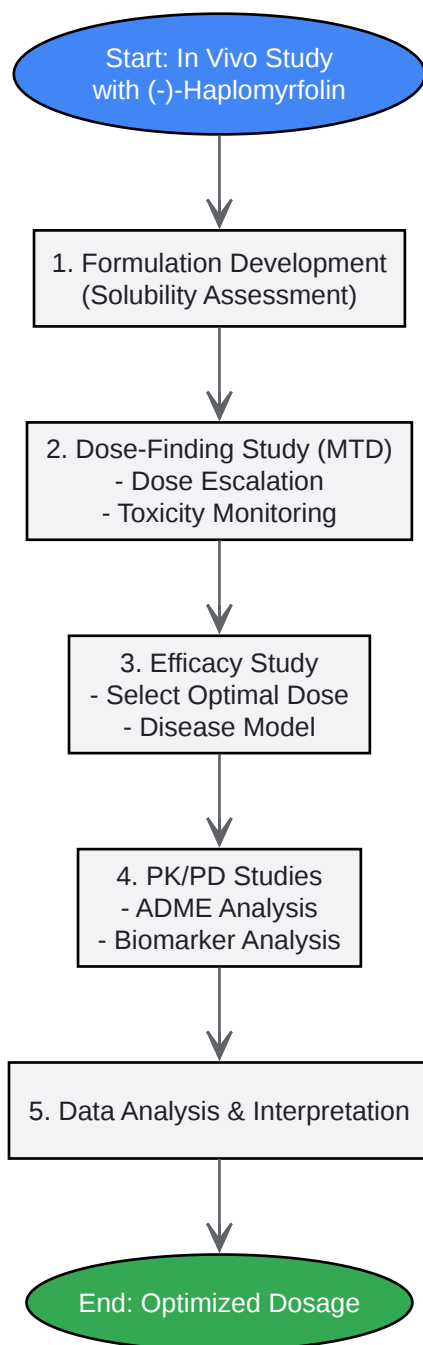 Start: In Vivo Study
with (-)-Haplomyrfolin
1. Formulation Development
(Solubility Assessment)
2. Dose-Finding Study (MTD)
- Dose Escalation
- Toxicity Monitoring
3. Efficacy Study
- Select Optimal Dose
- Disease Model
4. PK/PD Studies
- ADME Analysis
- Biomarker Analysis
5. Data Analysis & Interpretation
End: Optimized Dosage